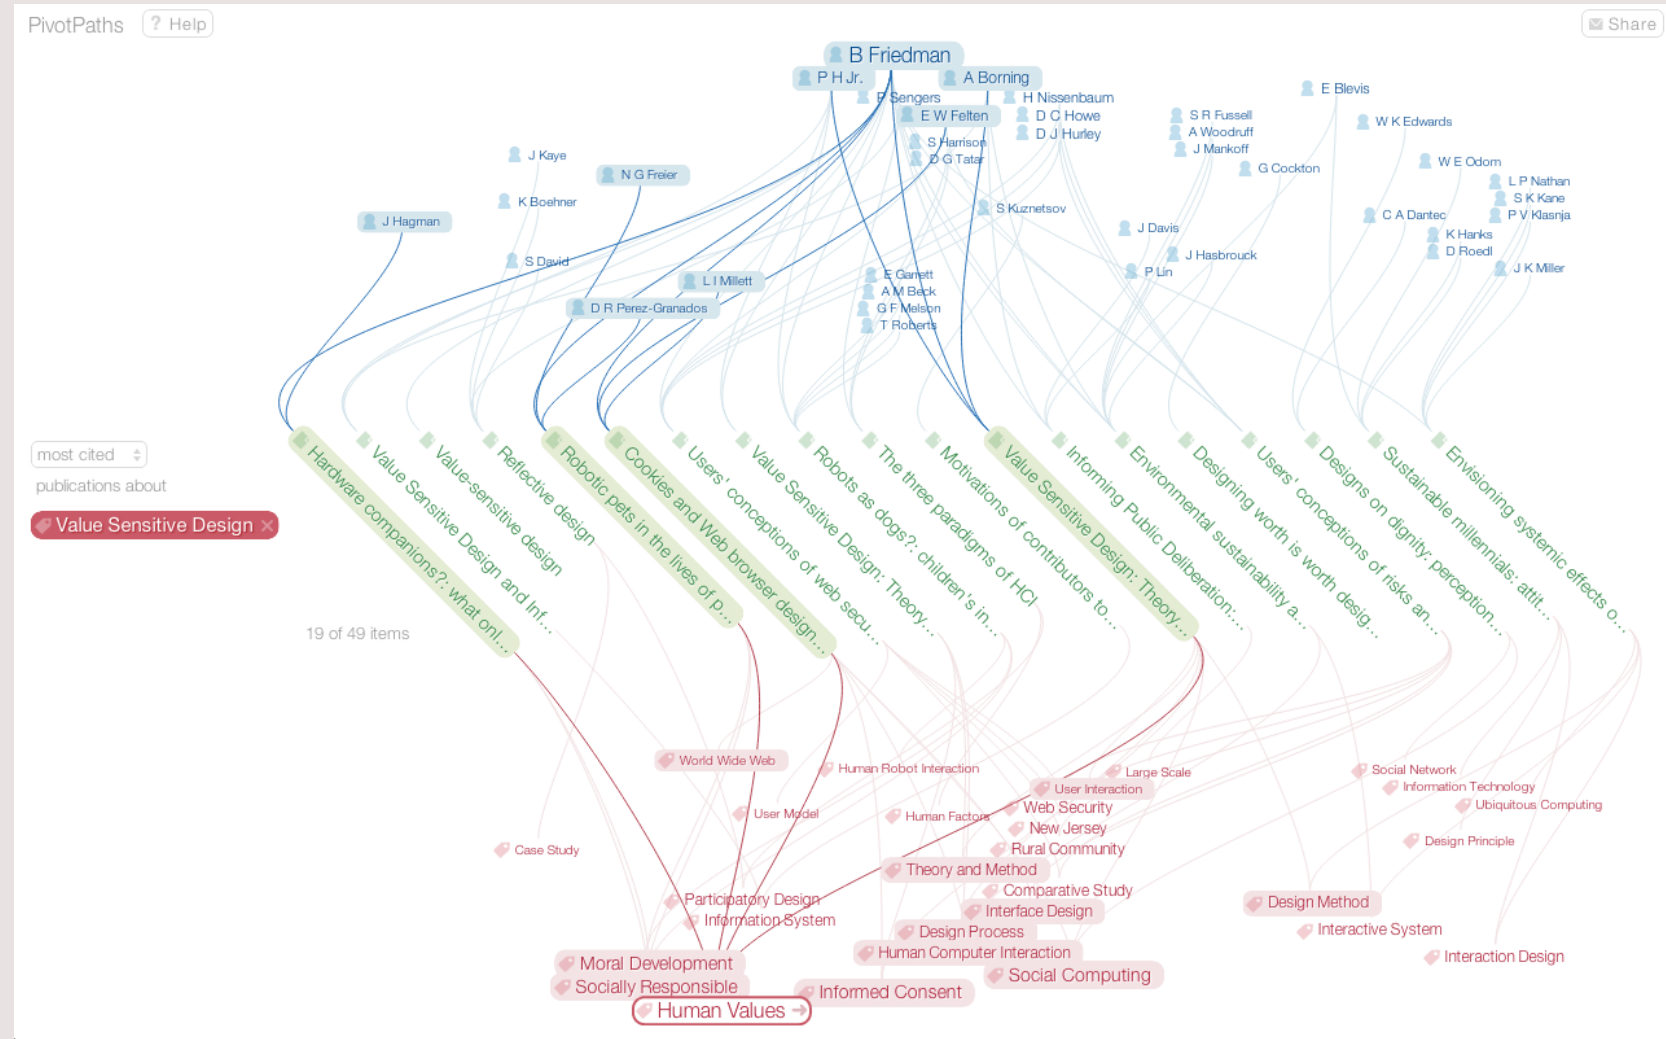 PivotPaths
? Help
Share
B Friedman
P H Jr.
A Borning
P Sengers
H Nissenbaum
E W Felten
D C Howe
D J Hurley
S Harrison
D G Tatar
E Blevis
S R Fussell
A Woodruff
J Mankoff
W K Edwards
G Cockton
W E Odom
J Kaye
N G Freier
L P Nathan
S K Kane
P V Klasnja
K Boehner
J Hagman
S Kuznetsov
C A Dantec
J Davis
K Hanks
D Roedl
J Hasbrouck
S David
P Lin
J K Miller
L I Millett
E Garrett
A M Beck
G F Melson
T Roberts
D R Perez-Granados
most cited
publications about
Value Sensitive Design ×
19 of 49 items
Hardware companions?: what onl...
Value Sensitive Design and Inf...
Value-sensitive design
Reflective design
Robotic pets in the lives of p...
Cookies and Web browser design...
Users' conceptions of web secu...
Value Sensitive Design: Theory...
Robots as dogs?: children's in...
The three paradigms of HCI
Motivations of contributors to...
Value Sensitive Design: Theory...
Informing Public Deliberation:...
Environmental sustainability a...
Designing worth is worth desig...
Users' conceptions of risks an...
Designs on dignity: perception...
Sustainable millennials: attit...
Envisioning systemic effects o...
World Wide Web
Human Robot Interaction
Large Scale
Social Network
User Interaction
Information Technology
User Model
Human Factors
Web Security
Ubiquitous Computing
New Jersey
Case Study
Rural Community
Design Principle
Theory and Method
Comparative Study
Participatory Design
Information System
Interface Design
Design Method
Design Process
Interactive System
Human Computer Interaction
Interaction Design
Moral Development
Social Computing
Socially Responsible
Informed Consent
Human Values →